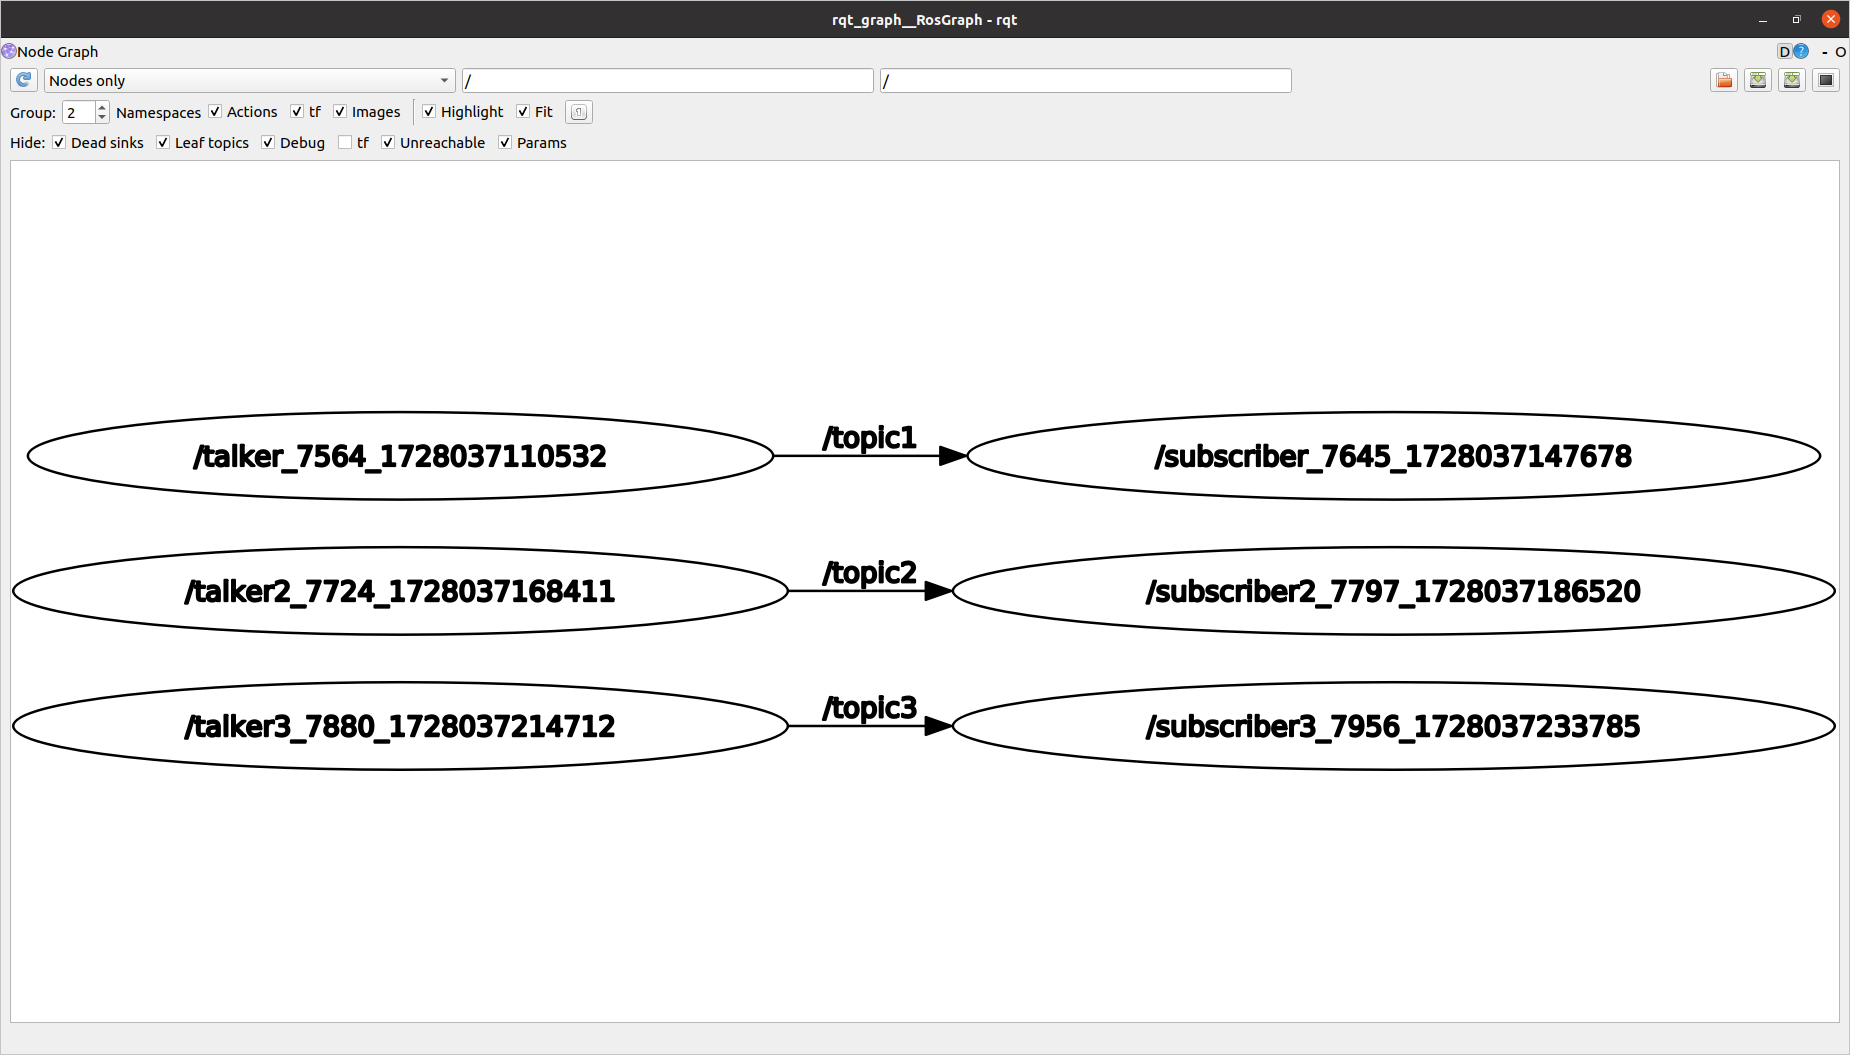 rqt_graph__RosGraph - rqt
Node Graph
D ? - O
Nodes only / /
Group: 2 Namespaces Actions tf Images Highlight Fit
Hide: Dead sinks Leaf topics Debug tf Unreachable Params
/talker_7564_1728037110532 /topic1 /subscriber_7645_1728037147678
/talker2_7724_1728037168411 /topic2 /subscriber2_7797_1728037186520
/talker3_7880_1728037214712 /topic3 /subscriber3_7956_1728037233785